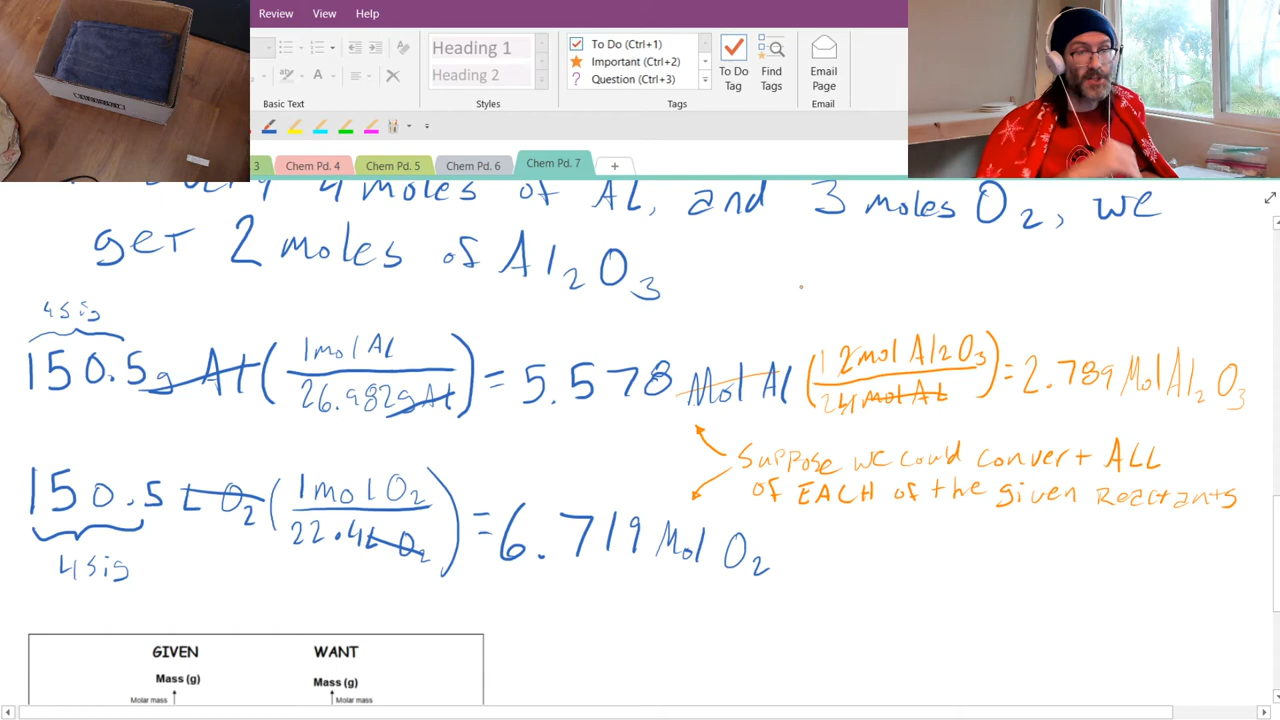 Review View Help
Heading 1
Heading 2
To Do (Ctrl+1)
Important (Ctrl+2)
Question (Ctrl+3)
To Do Tag
Find Tags
Email Page
Basic Text
Styles
Tags
Email
3 Chem Pd. 4 Chem Pd. 5 Chem Pd. 6 Chem Pd. 7 +
4 moles of AL, and 3 moles O2, we
get 2 moles of Al2O3
4 sig
150.5 g Al (1 mol AL / 26.982 g Al) = 5.578 Mol Al (2 mol Al2O3 / 4 mol AL) = 2.789 Mol Al2O3
Suppose we could convert ALL
of EACH of the given Reactants
150.5 L O2 (1 mol O2 / 22.4 L O2) = 6.719 Mol O2
4 sig
GIVEN WANT
Mass (g) Mass (g)
Molar mass Molar mass